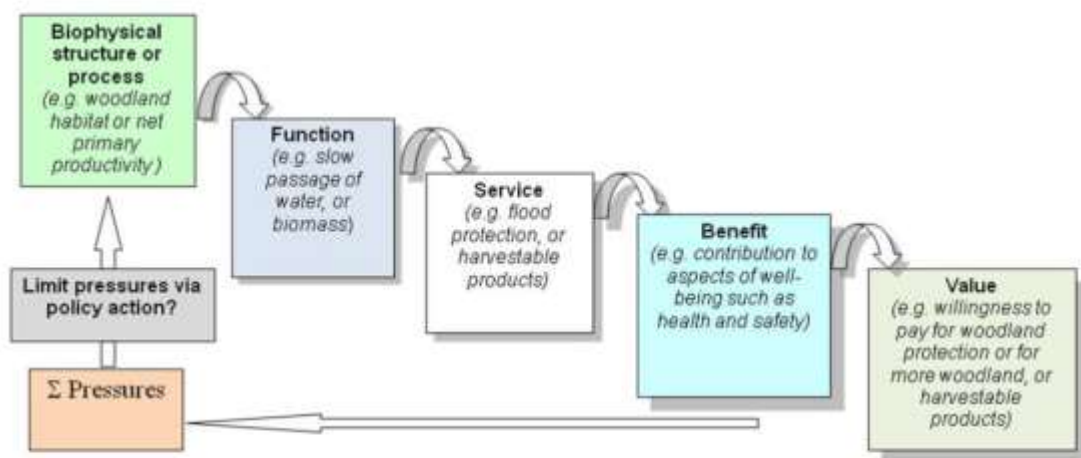 Biophysical
structure or
process
(e.g. woodland
habitat or net
primary
productivity )
Function
(e.g. slow
passage of
water, or
biomass)
Service
(e.g. flood
protection, or
harvestable
products)
Benefit
(e.g. contribution to
aspects of well-
being such as
health and safety)
Value
(e.g. willingness to
pay for woodland
protection or for
more woodland, or
harvestable
products)
Limit pressures via
policy action?
Σ Pressures